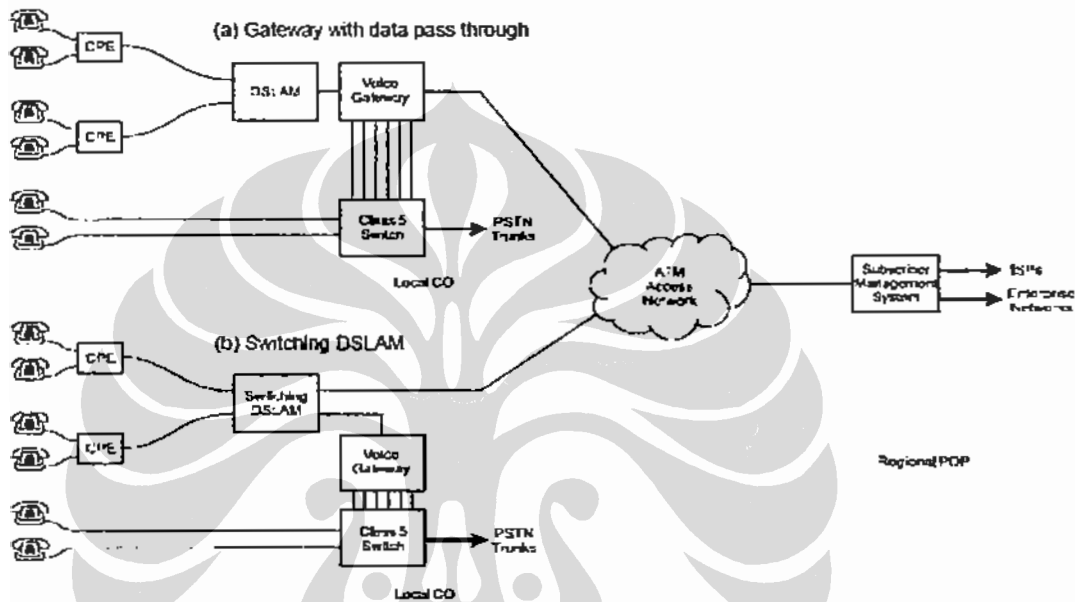 (a) Gateway with data pass through
CPE
DSLAM
Voice
Gateway
CPE
Class 5
Switch
PSTN
Trunks
Local CO
ATM
Access
Network
Subscriber
Management
System
ISPs
Enterprise
Networks
(b) Switching DSLAM
CPE
Switching
DSLAM
CPE
Voice
Gateway
Regional POP
Class 5
Switch
PSTN
Trunks
Local CO